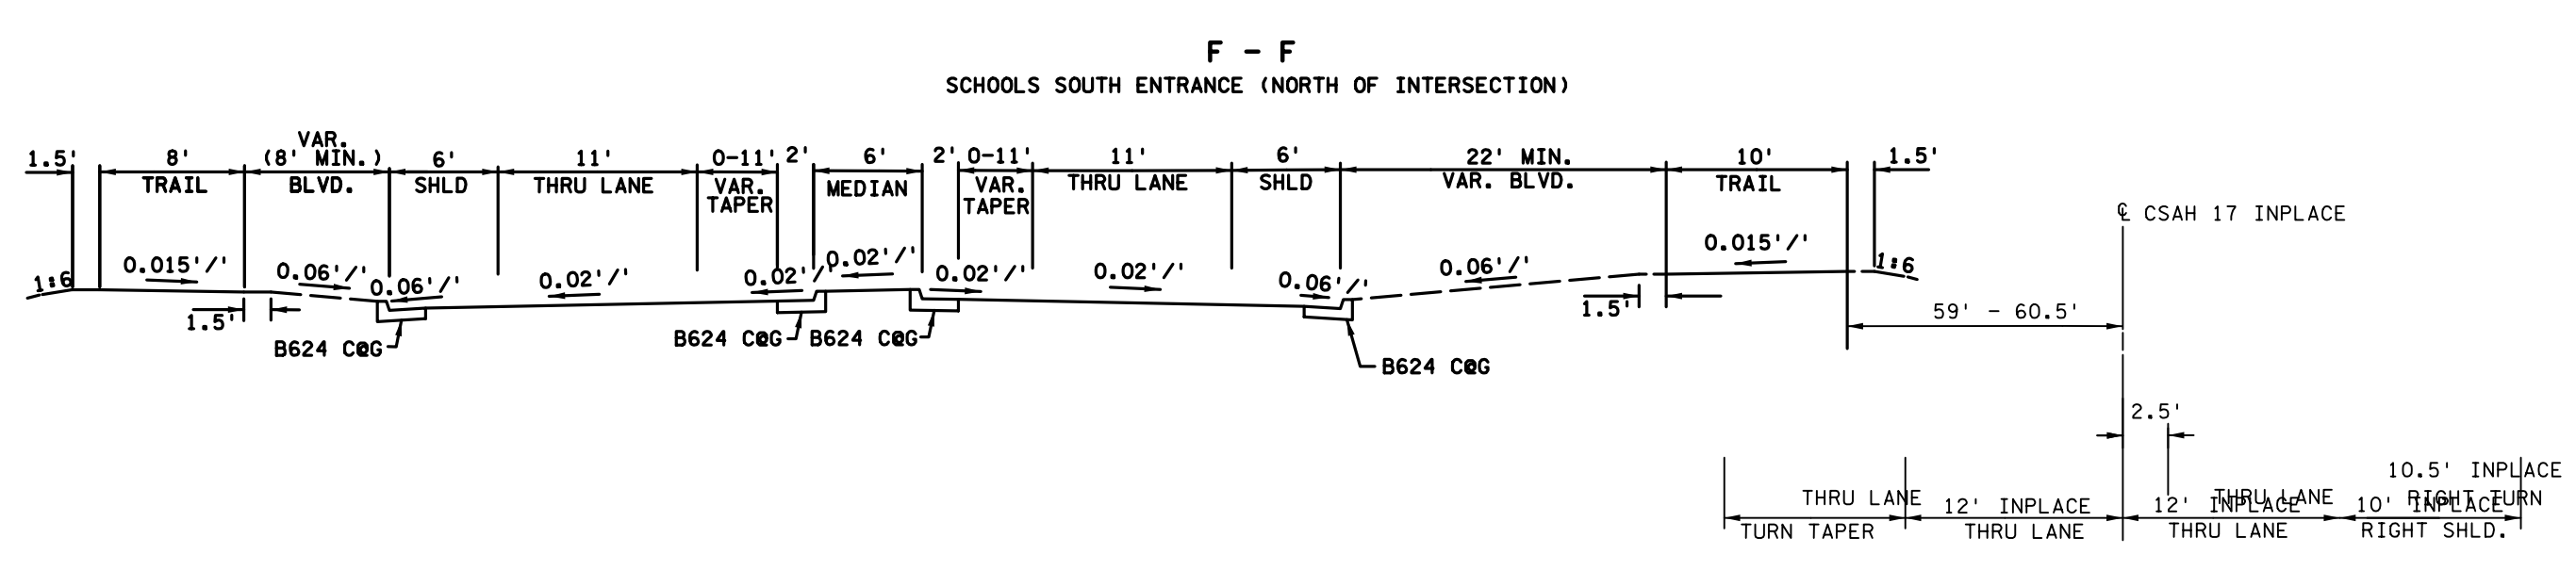 F - F
SCHOOLS SOUTH ENTRANCE (NORTH OF INTERSECTION)
1.5'
8'
TRAIL
VAR.
(8' MIN.)
BLVD.
6'
SHLD
11'
THRU LANE
0-11'
VAR.
TAPER
2'
6'
MEDIAN
2'
0-11'
VAR.
TAPER
11'
THRU LANE
6'
SHLD
22' MIN.
VAR. BLVD.
10'
TRAIL
1.5'
℄ CSAH 17 INPLACE
1:6
0.015'/'
0.06'/'
0.06'/'
0.02'/'
0.02'/'
0.02'/'
0.02'/'
0.02'/'
0.06'/'
0.06'/'
0.015'/'
1:6
1.5'
1.5'
59' - 60.5'
B624 C@G
B624 C@G
B624 C@G
B624 C@G
2.5'
10.5' INPLACE
THRU LANE
THRU LANE
RIGHT TURN
12' INPLACE
12' INPLACE
10' INPLACE
TURN TAPER
THRU LANE
THRU LANE
RIGHT SHLD.